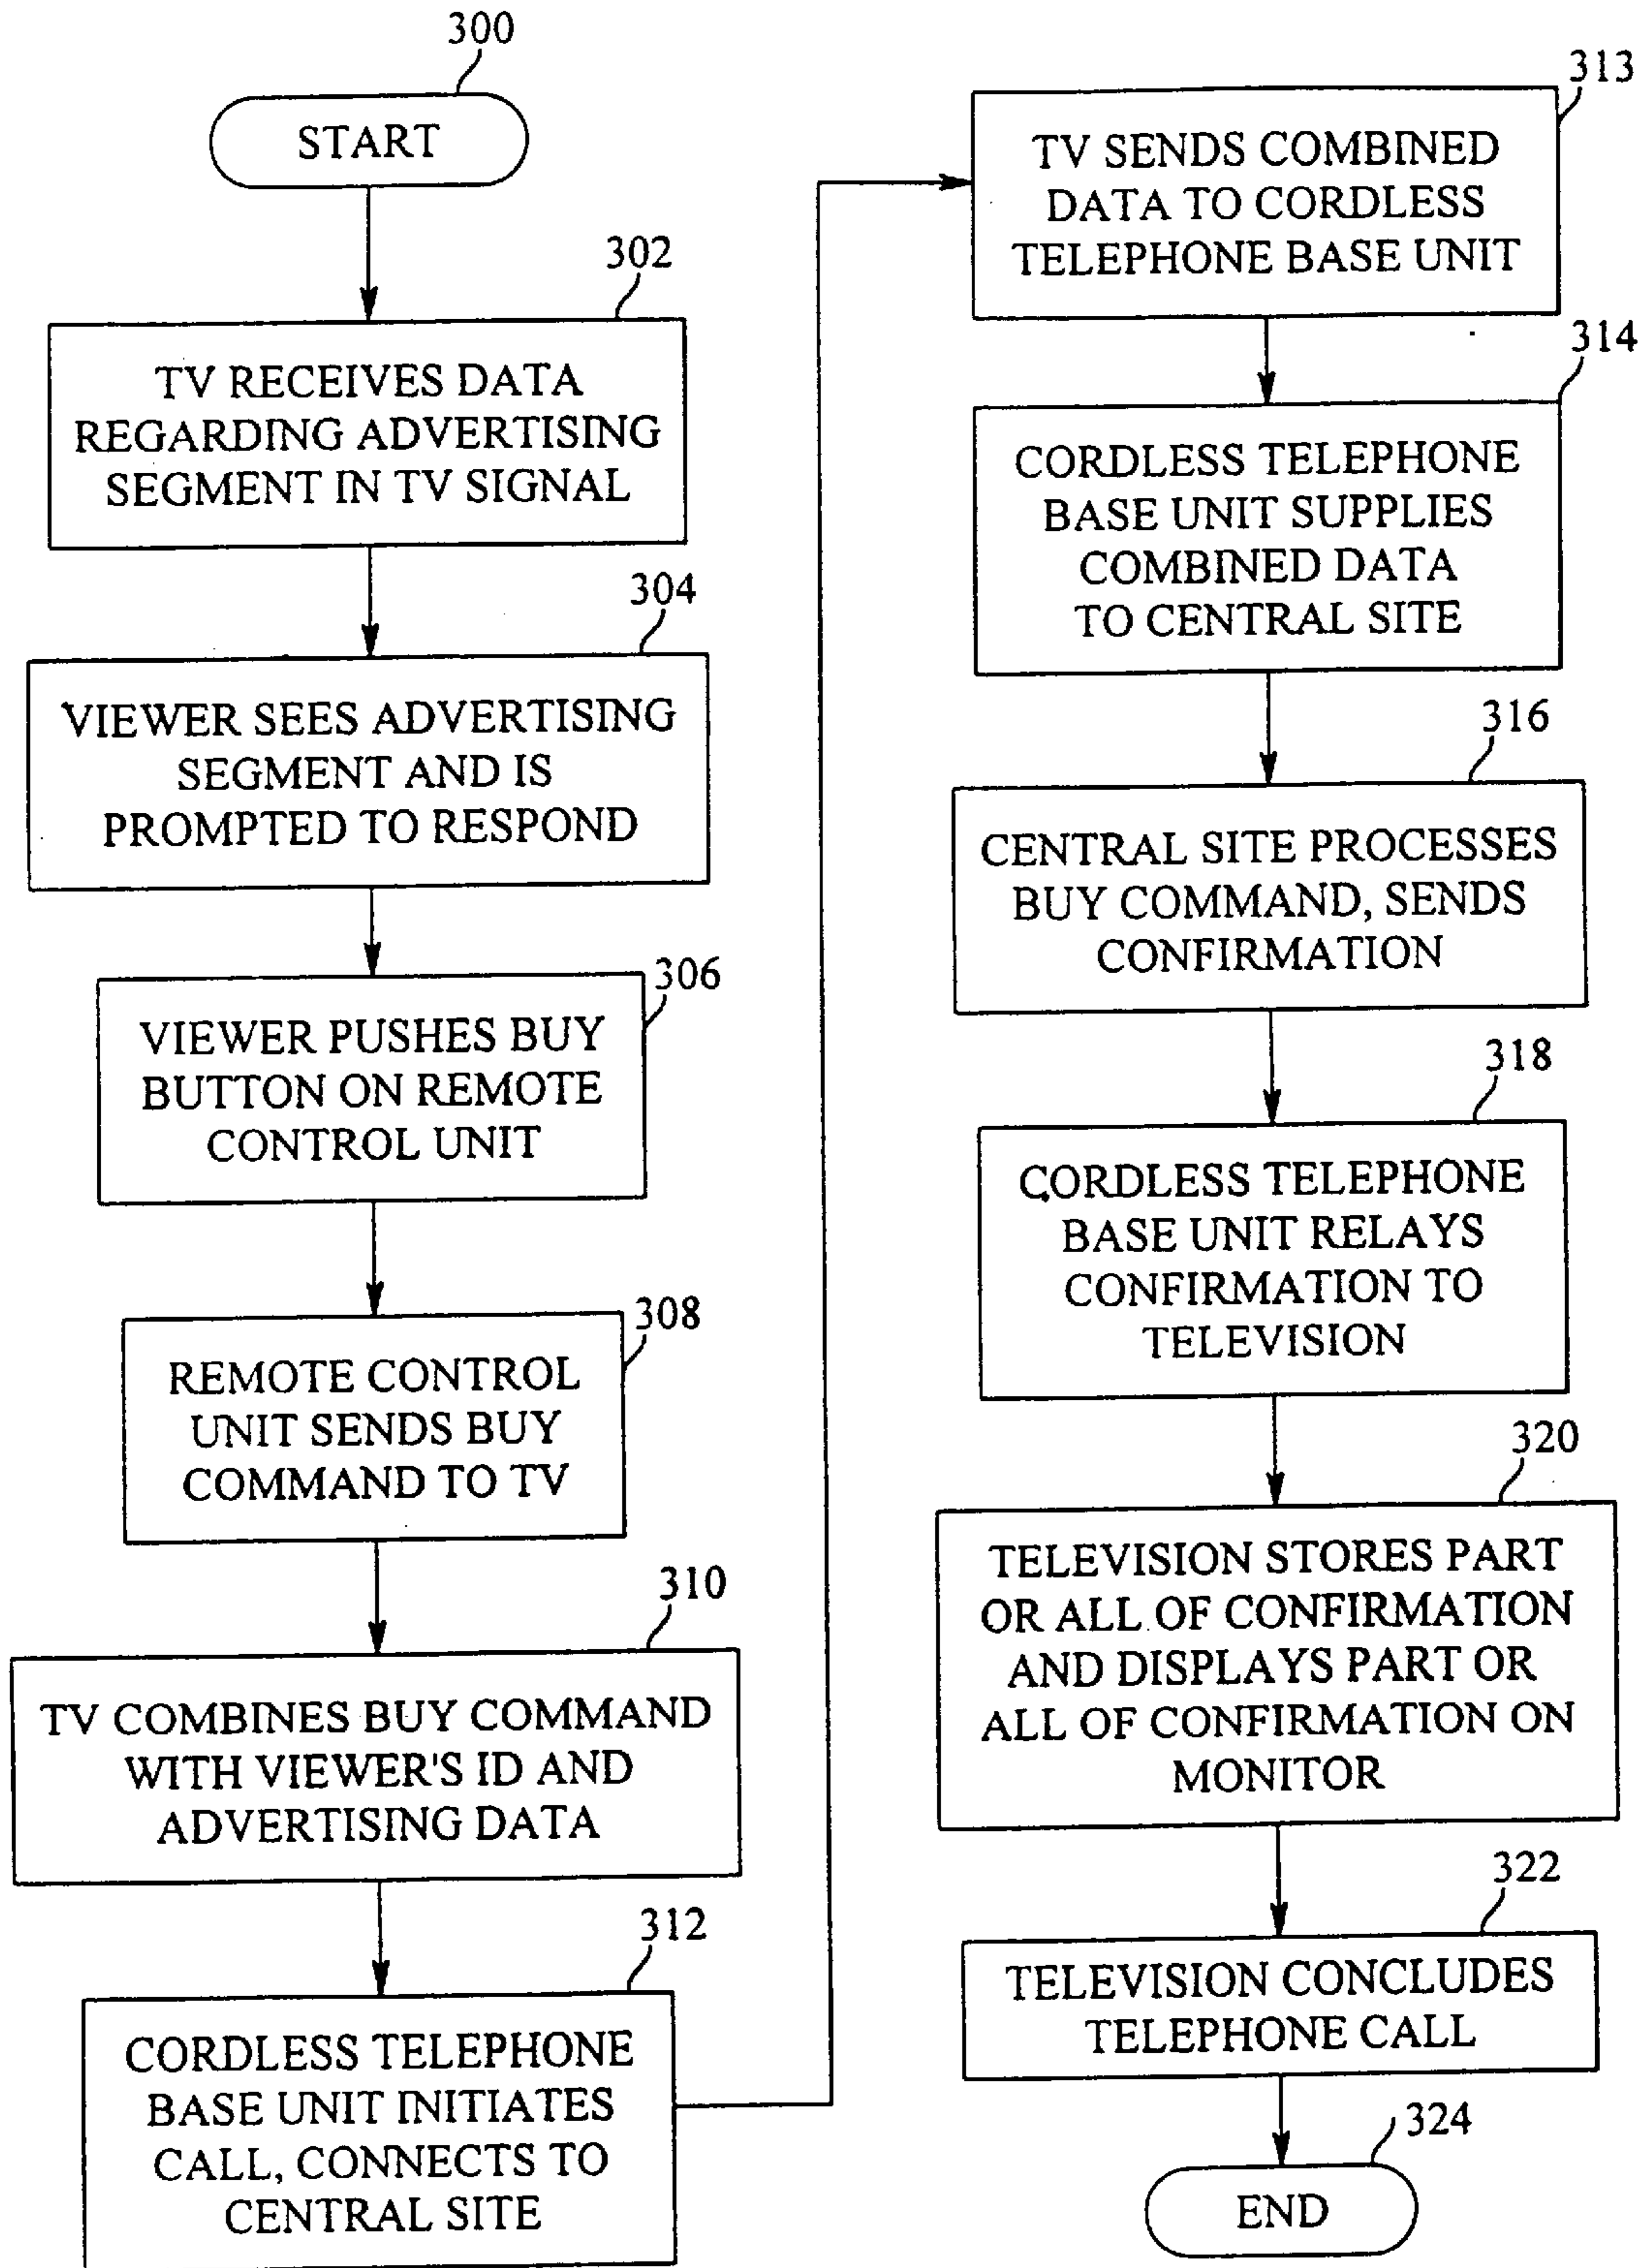 300
START
302
TV RECEIVES DATA
REGARDING ADVERTISING
SEGMENT IN TV SIGNAL
304
VIEWER SEES ADVERTISING
SEGMENT AND IS
PROMPTED TO RESPOND
306
VIEWER PUSHES BUY
BUTTON ON REMOTE
CONTROL UNIT
308
REMOTE CONTROL
UNIT SENDS BUY
COMMAND TO TV
310
TV COMBINES BUY COMMAND
WITH VIEWER'S ID AND
ADVERTISING DATA
312
CORDLESS TELEPHONE
BASE UNIT INITIATES
CALL, CONNECTS TO
CENTRAL SITE
313
TV SENDS COMBINED
DATA TO CORDLESS
TELEPHONE BASE UNIT
314
CORDLESS TELEPHONE
BASE UNIT SUPPLIES
COMBINED DATA
TO CENTRAL SITE
316
CENTRAL SITE PROCESSES
BUY COMMAND, SENDS
CONFIRMATION
318
CORDLESS TELEPHONE
BASE UNIT RELAYS
CONFIRMATION TO
TELEVISION
320
TELEVISION STORES PART
OR ALL OF CONFIRMATION
AND DISPLAYS PART OR
ALL OF CONFIRMATION ON
MONITOR
322
TELEVISION CONCLUDES
TELEPHONE CALL
324
END